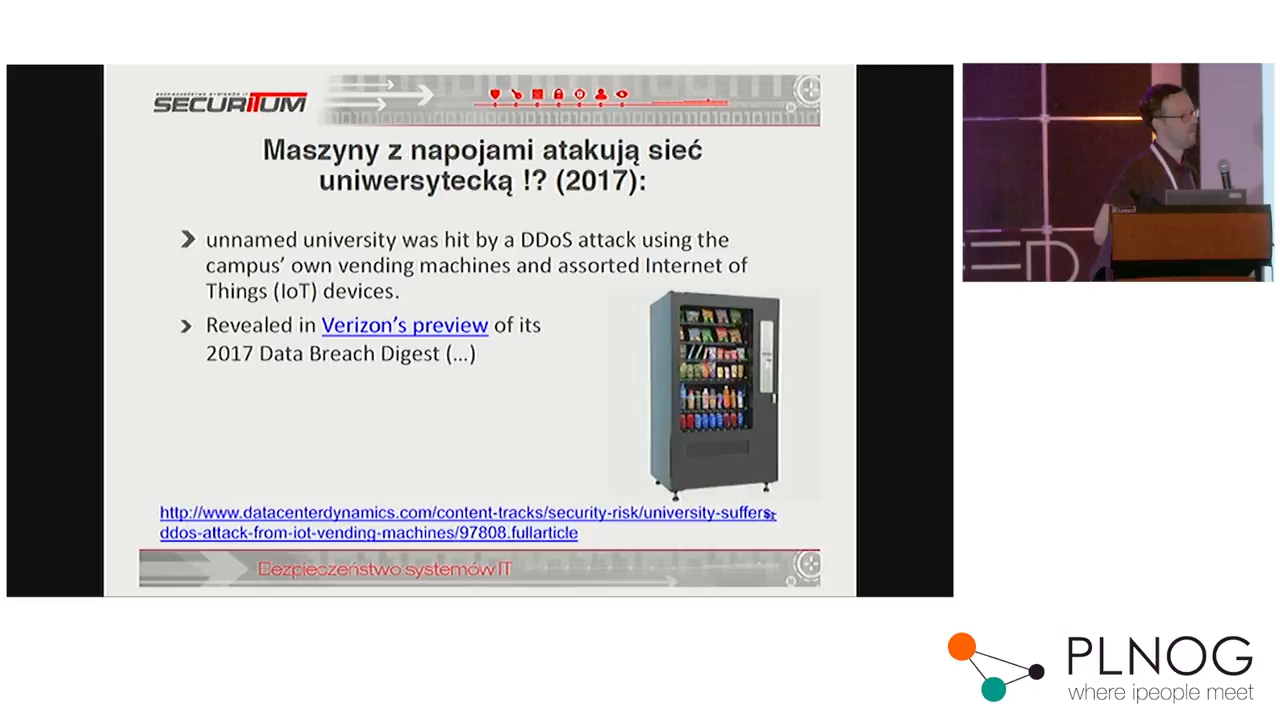 BEZPIECZEŃSTWO SYSTEMÓW IT
SECURITUM
Maszyny z napojami atakują sieć
uniwersytecką !? (2017):
unnamed university was hit by a DDoS attack using the
campus' own vending machines and assorted Internet of
Things (IoT) devices.
Revealed in Verizon's preview of its
2017 Data Breach Digest (...)
http://www.datacenterdynamics.com/content-tracks/security-risk/university-suffers-
ddos-attack-from-iot-vending-machines/97808.fullarticle
Bezpieczeństwo systemów IT
PLNOG
where ipeople meet